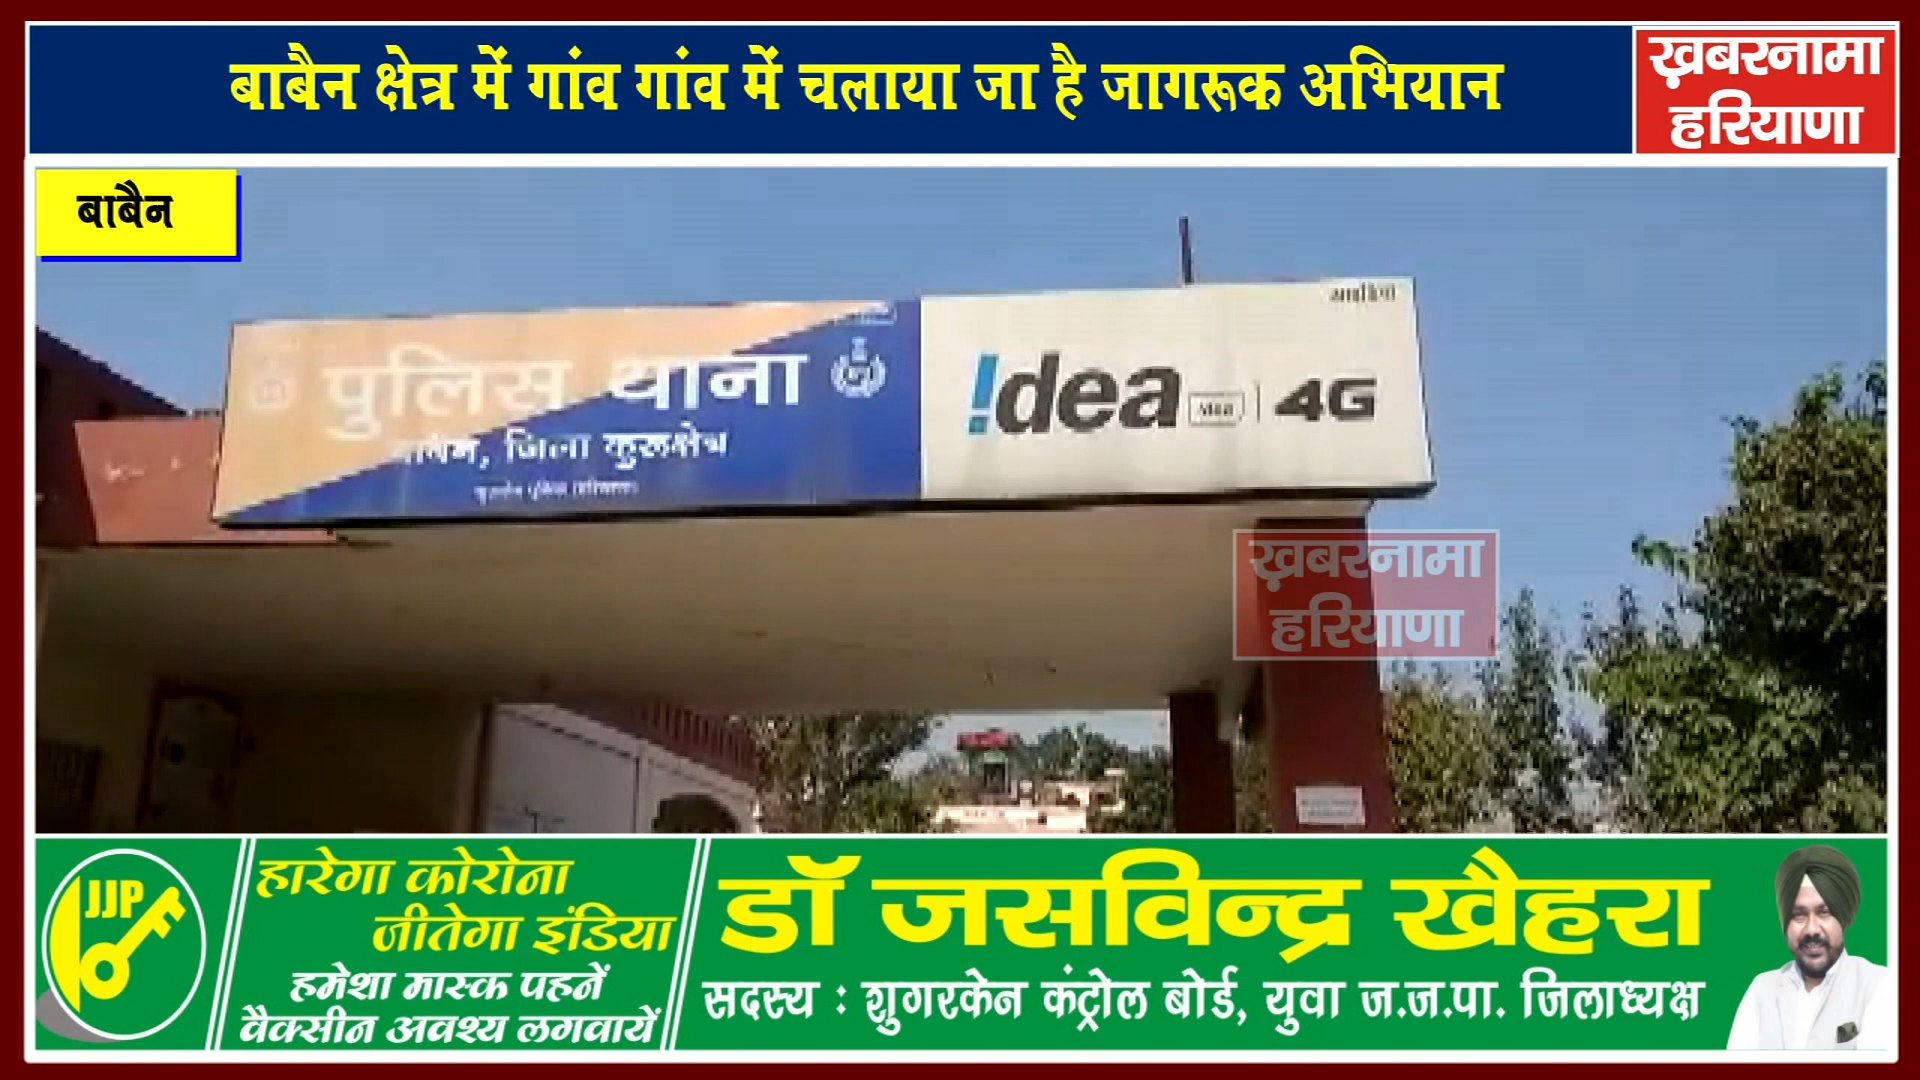 बाबैन क्षेत्र में गांव गांव में चलाया जा है जागरूक अभियान
ख़बरनामा
हरियाणा
बाबैन
आइडिया
पुलिस थाना
बाबैन, जिला कुरूक्षेत्र
!dea
4G
ख़बरनामा
हरियाणा
JJP
हारेगा कोरोना
जीतेगा इंडिया
हमेशा मास्क पहनें
वैक्सीन अवश्य लगवायें
डॉ जसविन्द्र खैहरा
सदस्य : शुगरकेन कंट्रोल बोर्ड, युवा ज.ज.पा. जिलाध्यक्ष